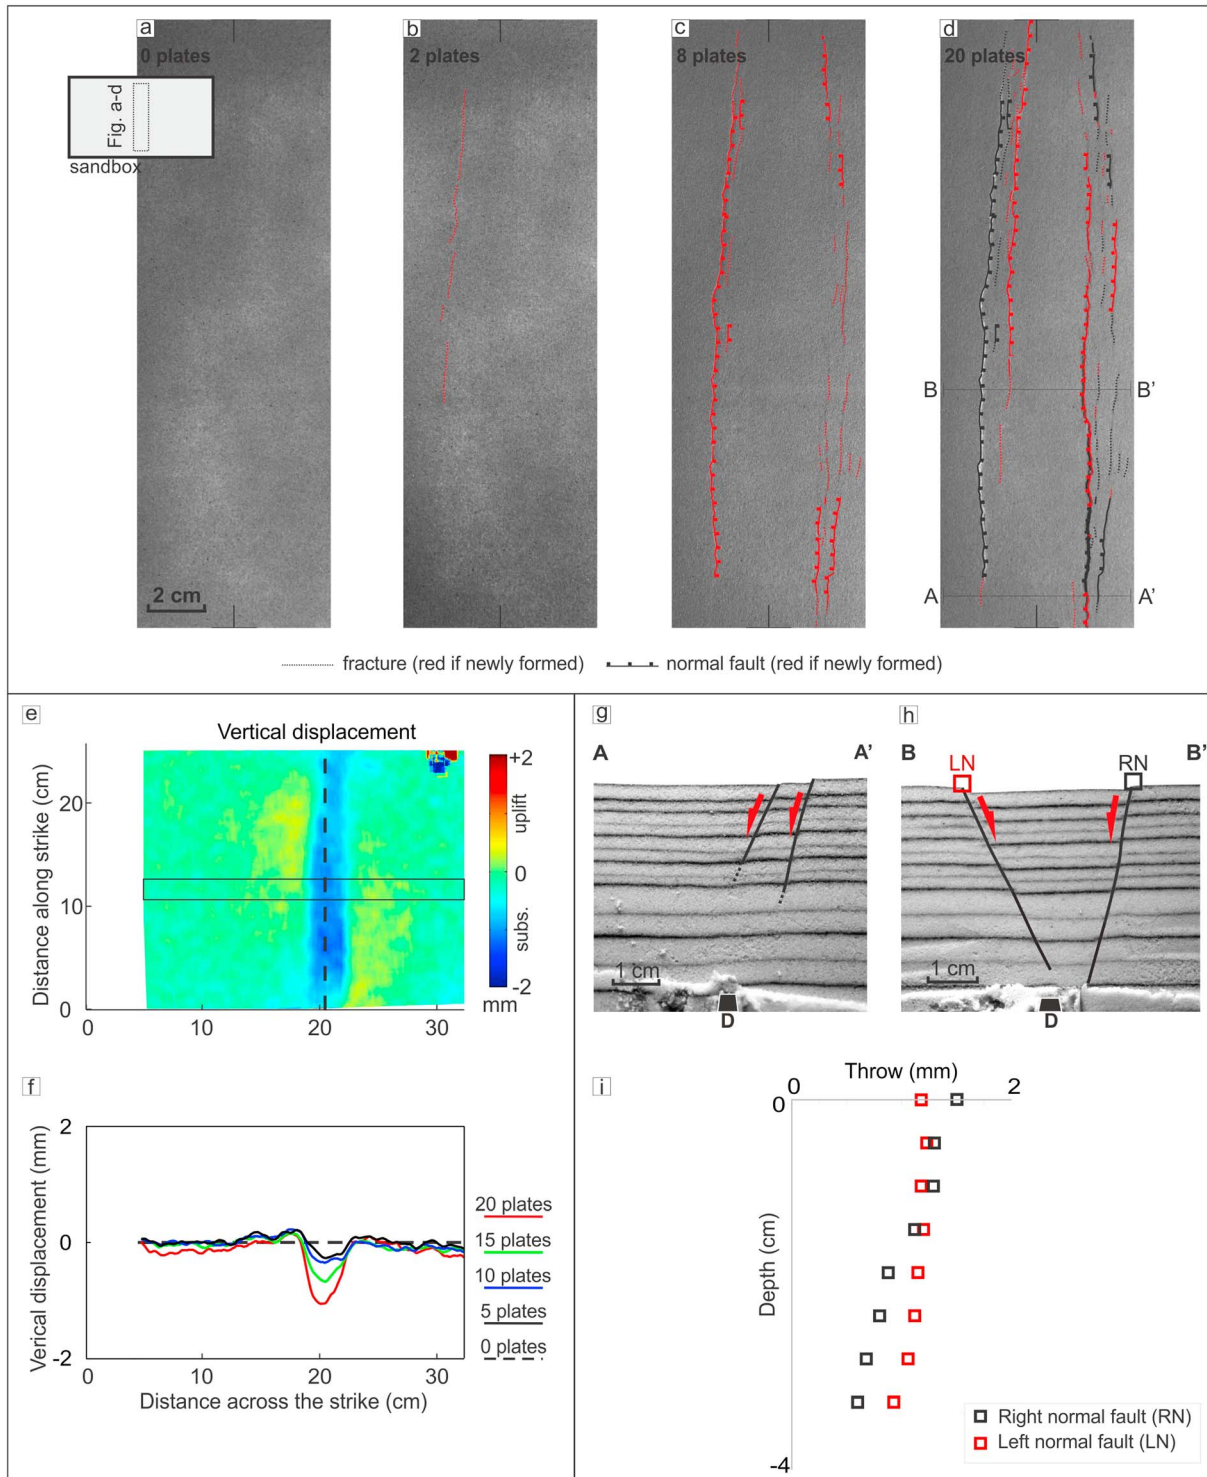 a
0 plates
b
2 plates
c
8 plates
d
20 plates
Fig. a-d
sandbox
2 cm
B
B'
A
A'
fracture (red if newly formed)
normal fault (red if newly formed)
e
Vertical displacement
Distance along strike (cm)
20
10
0
0
10
20
30
+2
uplift
0
subs.
-2
mm
f
Verical displacement (mm)
2
0
-2
0
10
20
30
Distance across the strike (cm)
20 plates
15 plates
10 plates
5 plates
0 plates
g
A
A'
1 cm
D
h
B
B'
LN
RN
1 cm
D
i
Throw (mm)
0
2
0
Depth (cm)
-4
Right normal fault (RN)
Left normal fault (LN)